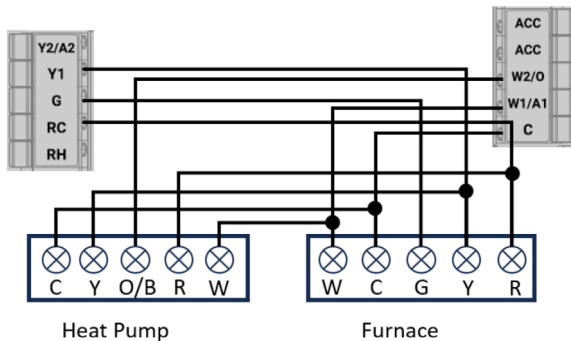 Y2/A2
Y1
G
RC
RH
ACC
ACC
W2/O
W1/A1
C
C Y O/B R W
W C G Y R
Heat Pump
Furnace